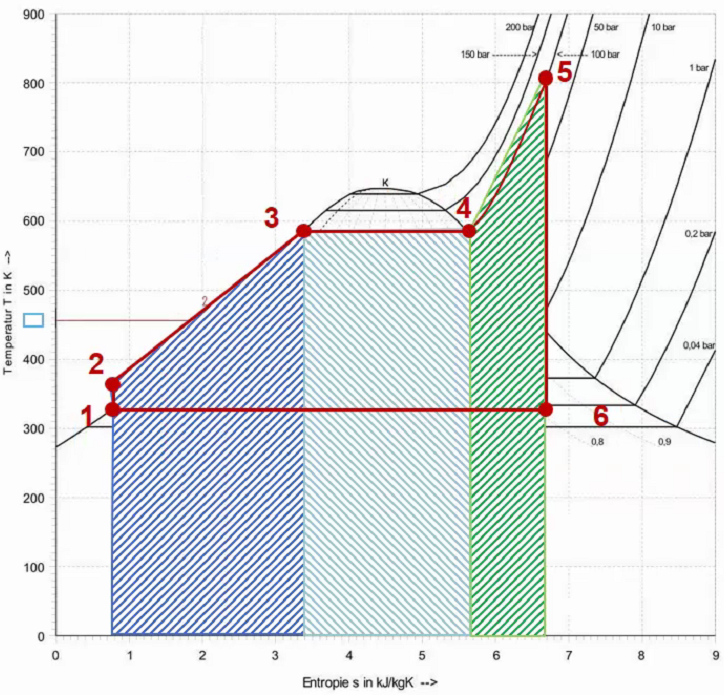 900
200 bar
50 bar
10 bar
150 bar
100 bar
1 bar
5
800
700
K
600
3
4
0,2 bar
500
2
400
2
0,04 bar
1
6
300
0,8
0,9
200
100
0
0 1 2 3 4 5 6 7 8 9
Temperatur T in K -->
Entropie s in kJ/kgK -->